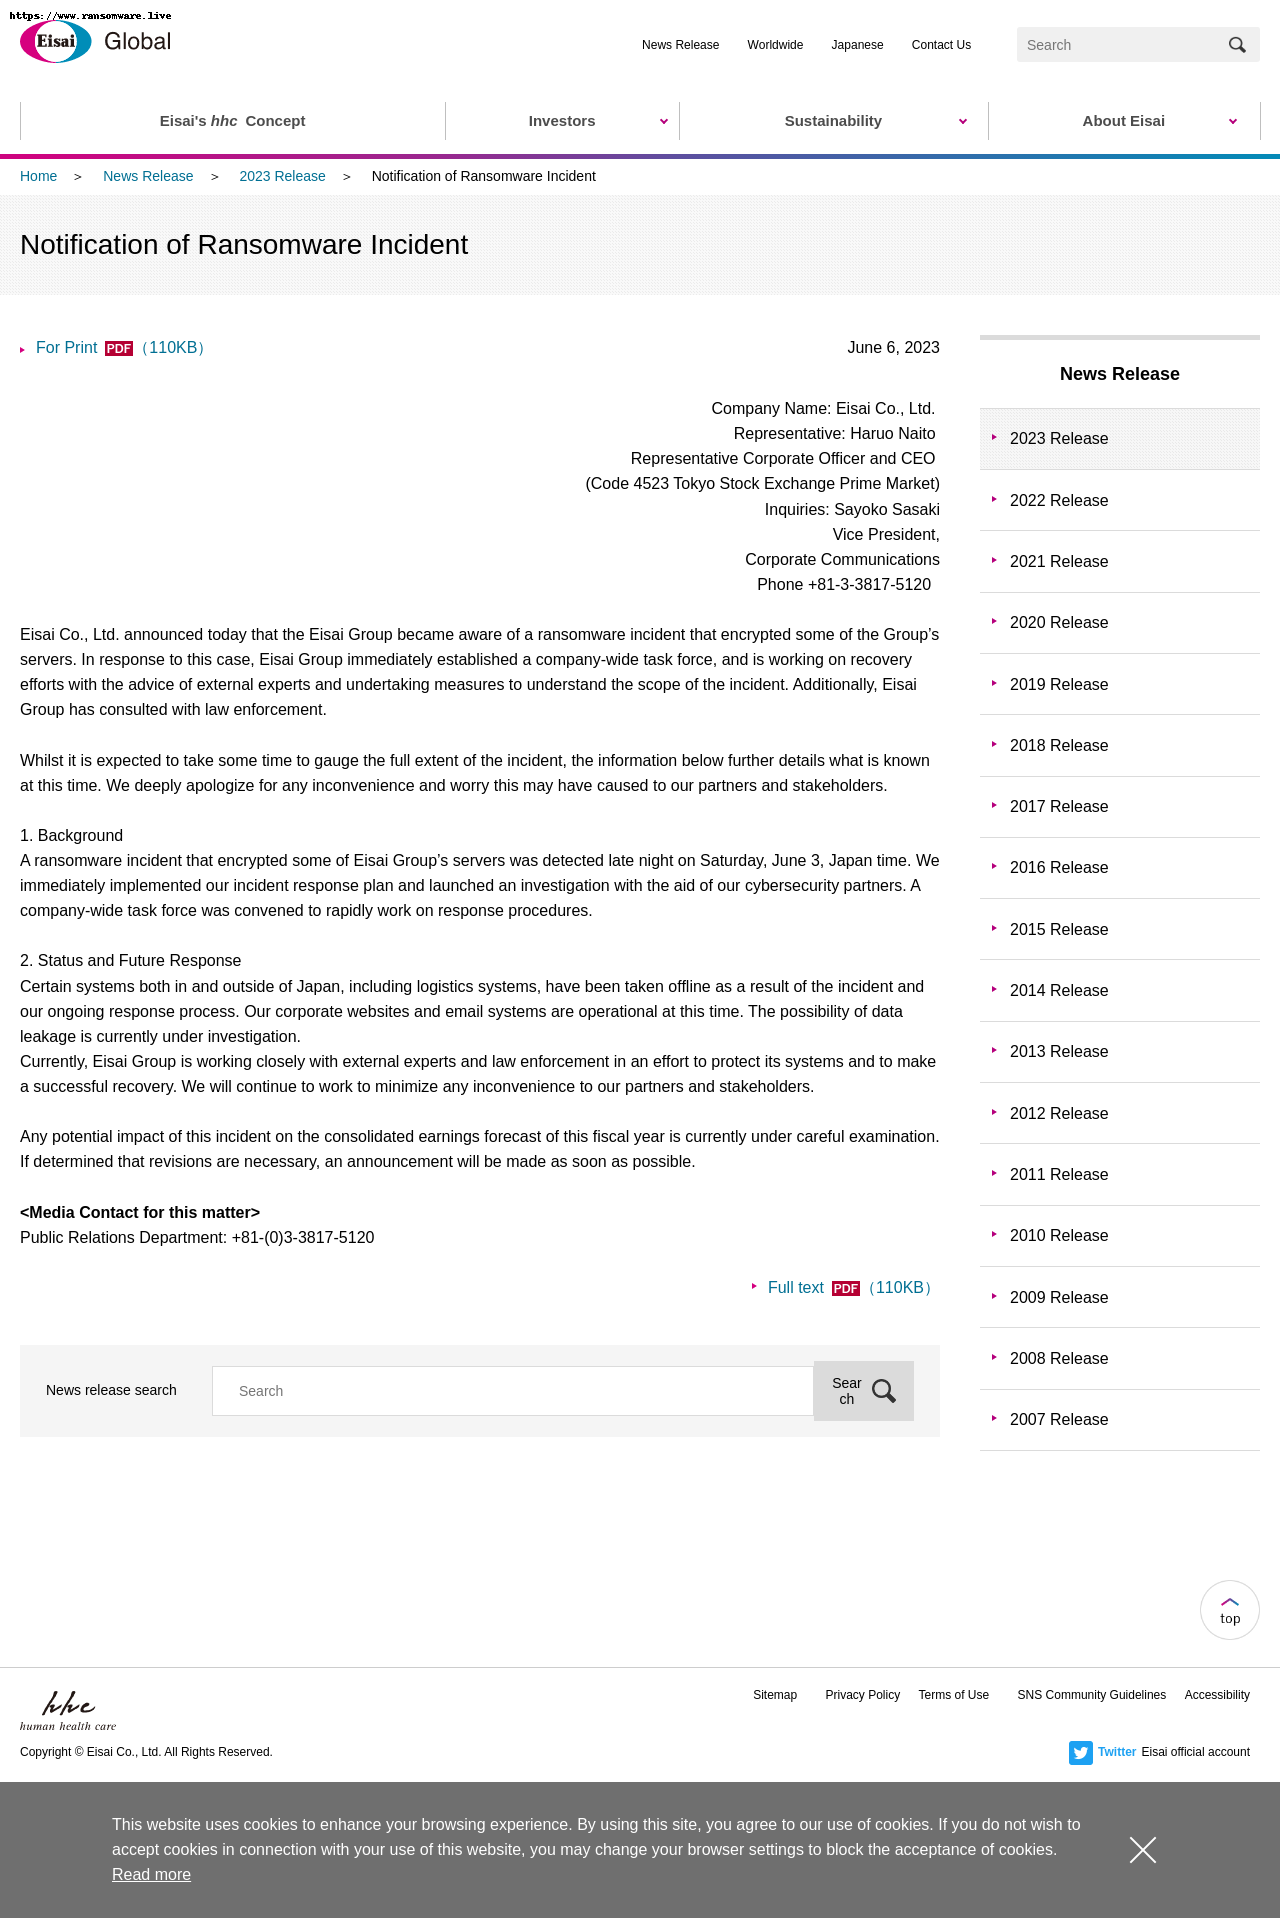 https://www.ransomware.live
Eisai Global
News Release Worldwide Japanese Contact Us Search
Eisai's hhc Concept Investors Sustainability About Eisai
Home > News Release > 2023 Release > Notification of Ransomware Incident
Notification of Ransomware Incident
For Print PDF（110KB）
June 6, 2023
Company Name: Eisai Co., Ltd.
Representative: Haruo Naito
Representative Corporate Officer and CEO
(Code 4523 Tokyo Stock Exchange Prime Market)
Inquiries: Sayoko Sasaki
Vice President,
Corporate Communications
Phone +81-3-3817-5120
Eisai Co., Ltd. announced today that the Eisai Group became aware of a ransomware incident that encrypted some of the Group’s
servers. In response to this case, Eisai Group immediately established a company-wide task force, and is working on recovery
efforts with the advice of external experts and undertaking measures to understand the scope of the incident. Additionally, Eisai
Group has consulted with law enforcement.
Whilst it is expected to take some time to gauge the full extent of the incident, the information below further details what is known
at this time. We deeply apologize for any inconvenience and worry this may have caused to our partners and stakeholders.
1. Background
A ransomware incident that encrypted some of Eisai Group’s servers was detected late night on Saturday, June 3, Japan time. We
immediately implemented our incident response plan and launched an investigation with the aid of our cybersecurity partners. A
company-wide task force was convened to rapidly work on response procedures.
2. Status and Future Response
Certain systems both in and outside of Japan, including logistics systems, have been taken offline as a result of the incident and
our ongoing response process. Our corporate websites and email systems are operational at this time. The possibility of data
leakage is currently under investigation.
Currently, Eisai Group is working closely with external experts and law enforcement in an effort to protect its systems and to make
a successful recovery. We will continue to work to minimize any inconvenience to our partners and stakeholders.
Any potential impact of this incident on the consolidated earnings forecast of this fiscal year is currently under careful examination.
If determined that revisions are necessary, an announcement will be made as soon as possible.
<Media Contact for this matter>
Public Relations Department: +81-(0)3-3817-5120
Full text PDF（110KB）
News release search Search
Sear
ch
News Release
2023 Release
2022 Release
2021 Release
2020 Release
2019 Release
2018 Release
2017 Release
2016 Release
2015 Release
2014 Release
2013 Release
2012 Release
2011 Release
2010 Release
2009 Release
2008 Release
2007 Release
top
hhc
human health care
Sitemap Privacy Policy Terms of Use SNS Community Guidelines Accessibility
Copyright © Eisai Co., Ltd. All Rights Reserved.
Twitter Eisai official account
This website uses cookies to enhance your browsing experience. By using this site, you agree to our use of cookies. If you do not wish to
accept cookies in connection with your use of this website, you may change your browser settings to block the acceptance of cookies.
Read more